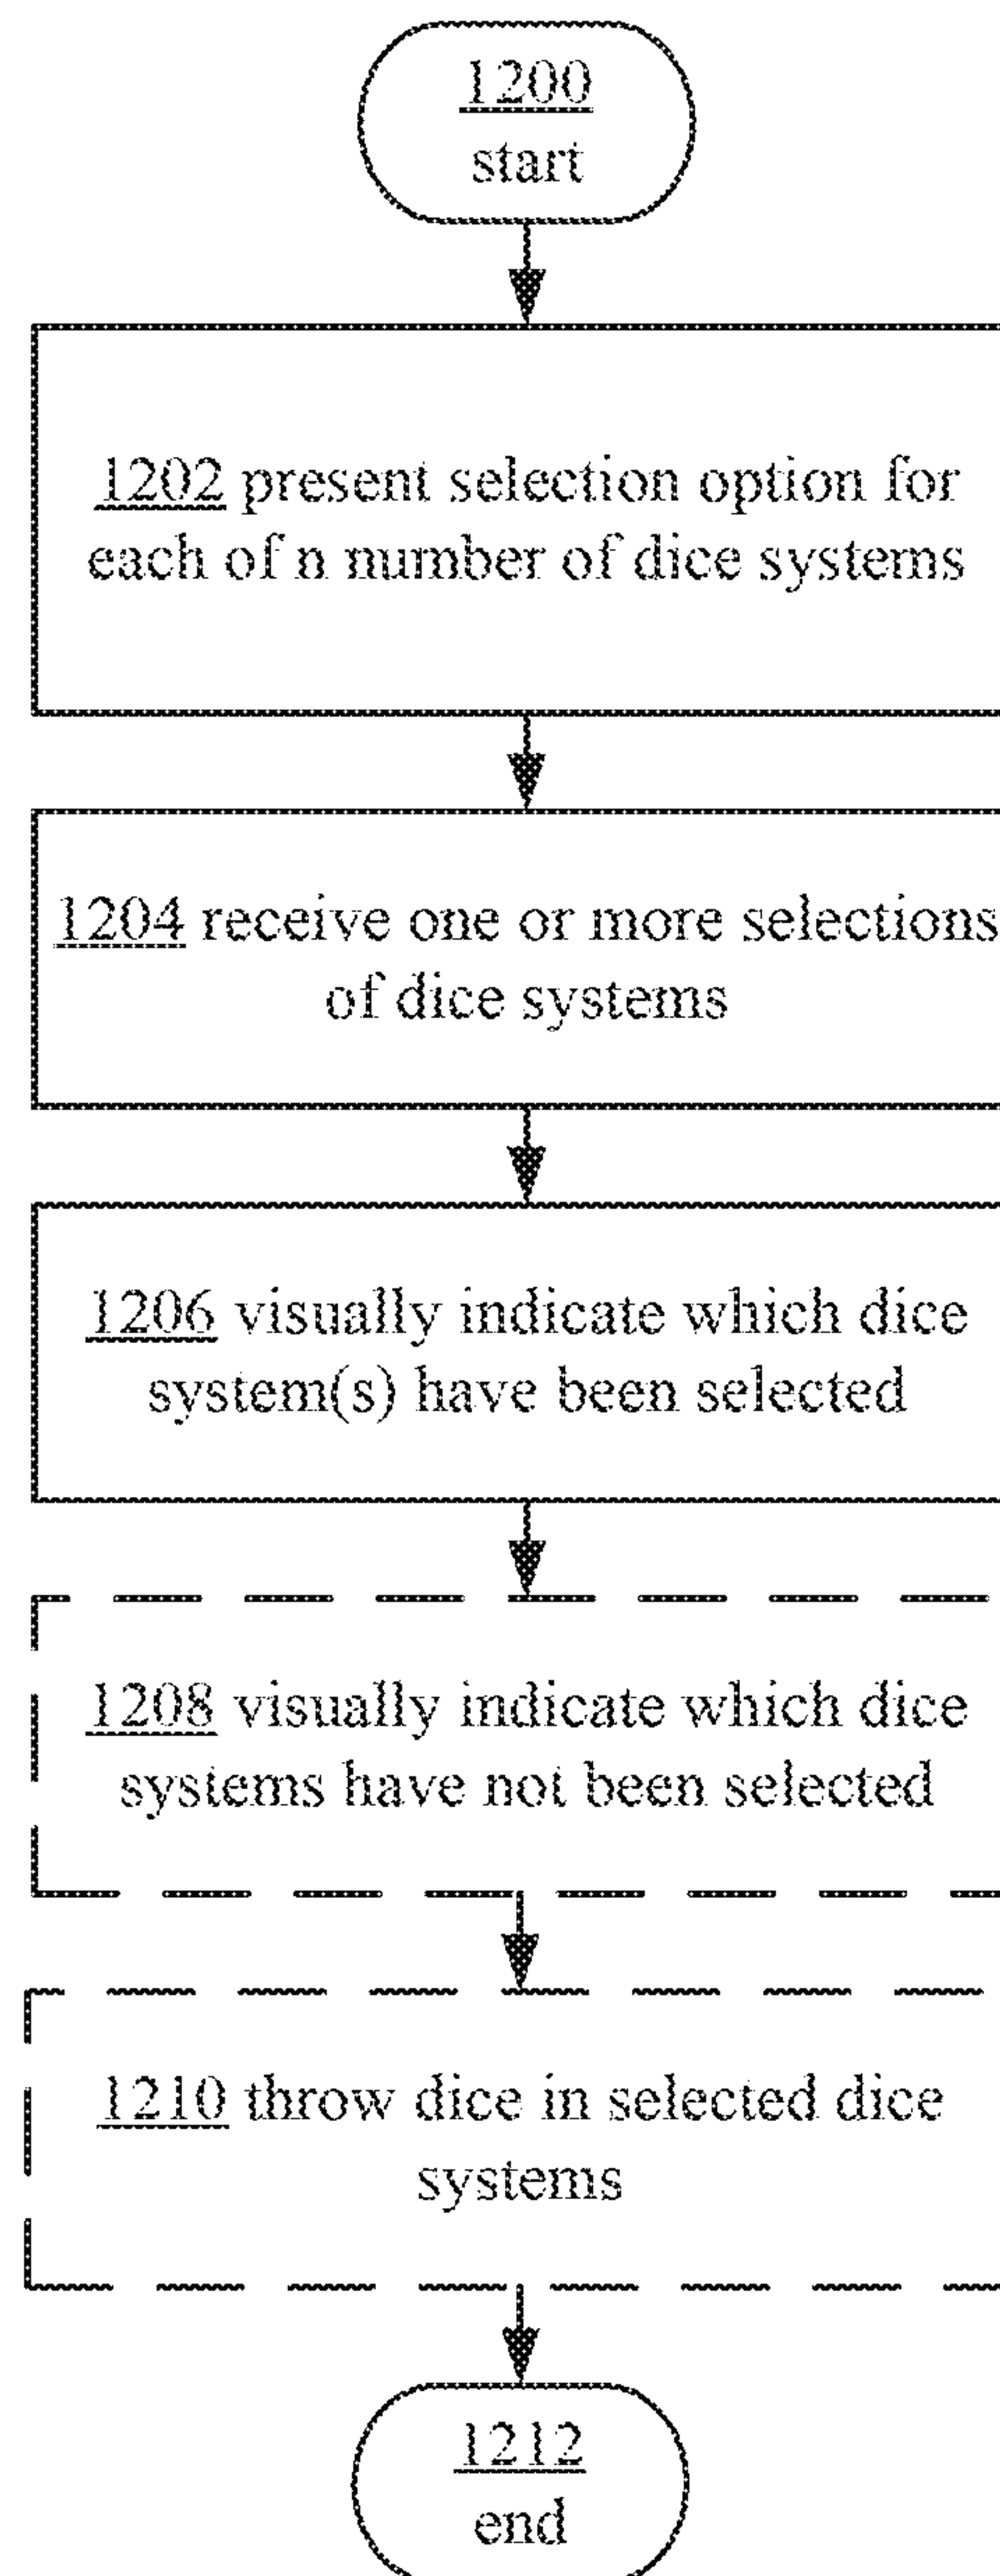 1200
start
1202 present selection option for
each of n number of dice systems
1204 receive one or more selections
of dice systems
1206 visually indicate which dice
system(s) have been selected
1208 visually indicate which dice
systems have not been selected
1210 throw dice in selected dice
systems
1212
end